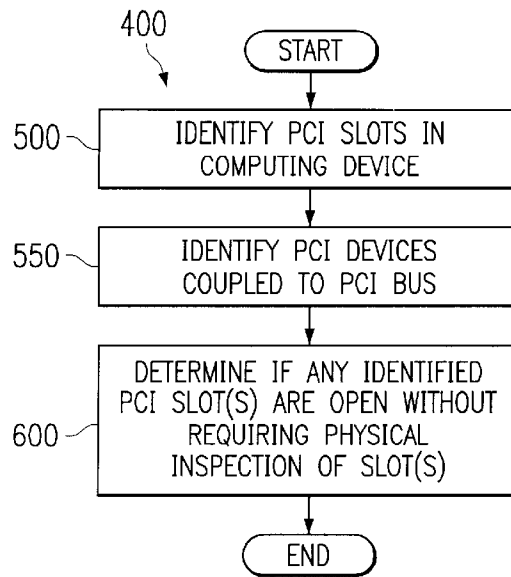 400
START
500
IDENTIFY PCI SLOTS IN
COMPUTING DEVICE
550
IDENTIFY PCI DEVICES
COUPLED TO PCI BUS
600
DETERMINE IF ANY IDENTIFIED
PCI SLOT(S) ARE OPEN WITHOUT
REQUIRING PHYSICAL
INSPECTION OF SLOT(S)
END